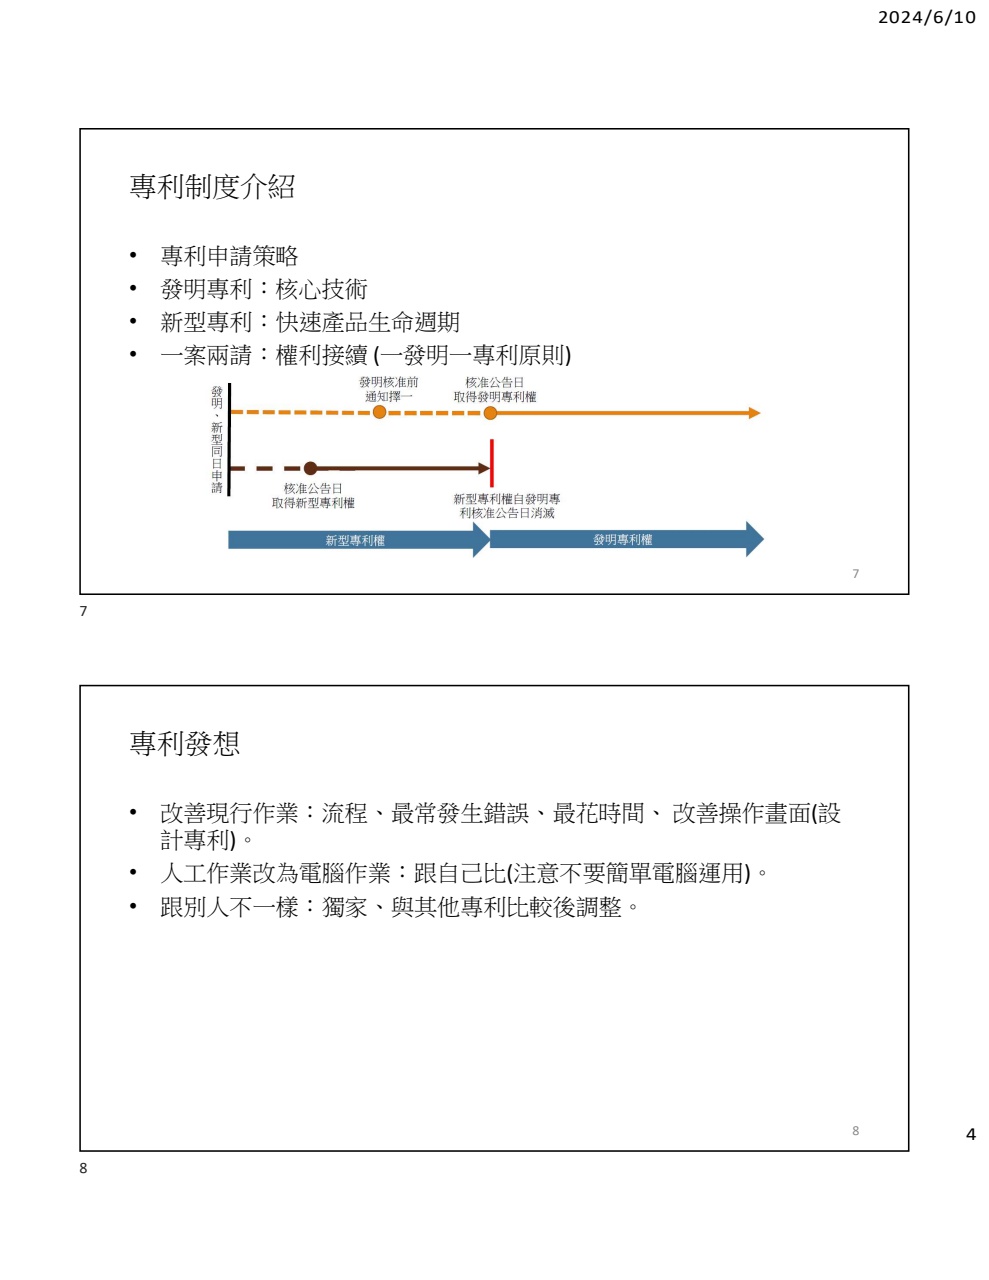 2024/6/10
專利制度介紹
• 專利申請策略
• 發明專利：核心技術
• 新型專利：快速產品生命週期
• 一案兩請：權利接續 (一發明一專利原則)
發明、新型同日申請
發明核准前
通知擇一
核准公告日
取得發明專利權
核准公告日
取得新型專利權
新型專利權自發明專
利核准公告日消滅
新型專利權
發明專利權
7
7
專利發想
• 改善現行作業：流程、最常發生錯誤、最花時間、 改善操作畫面(設
計專利)。
• 人工作業改為電腦作業：跟自己比(注意不要簡單電腦運用)。
• 跟別人不一樣：獨家、與其他專利比較後調整。
8
4
8